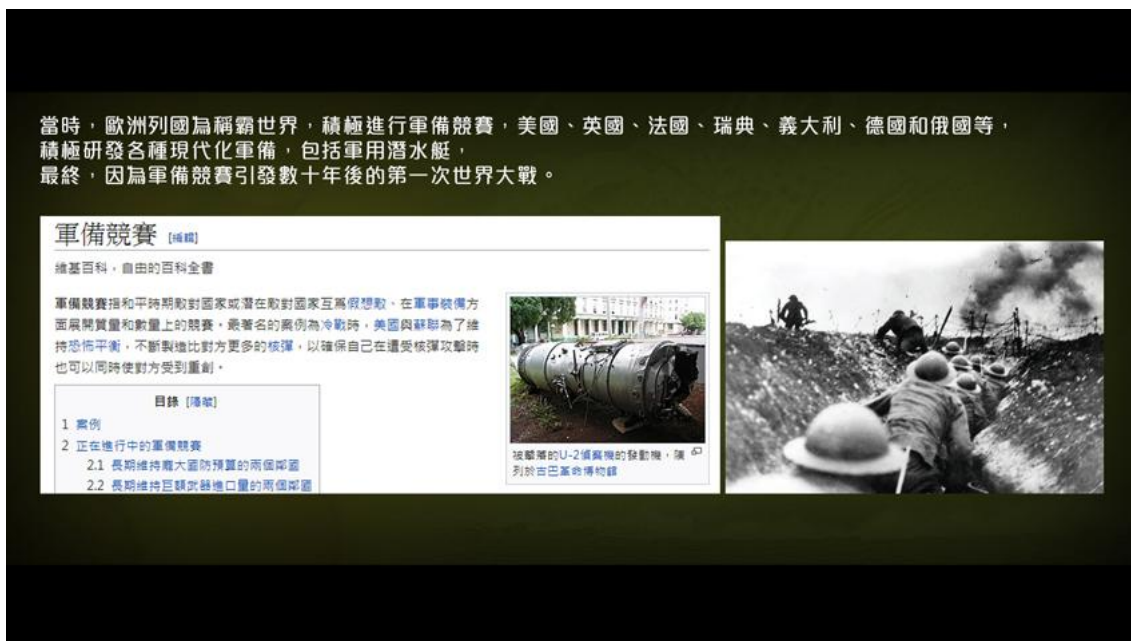 當時，歐洲列國為稱霸世界，積極進行軍備競賽，美國、英國、法國、瑞典、義大利、德國和俄國等，
積極研發各種現代化軍備，包括軍用潛水艇，
最終，因為軍備競賽引發數十年後的第一次世界大戰。
軍備競賽 [編輯]
維基百科，自由的百科全書
軍備競賽指和平時期敵對國家或潛在敵對國家互爲假想敵，在軍事裝備方
面展開質量和數量上的競賽。最著名的案例為冷戰時，美國與蘇聯為了維
持恐怖平衡，不斷製造比對方更多的核彈，以確保自己在遭受核彈攻擊時
也可以同時使對方受到重創。
目錄 [隱藏]
1 案例
2 正在進行中的軍備競賽
2.1 長期維持龐大國防預算的兩個鄰國
2.2 長期維持巨額武器進口量的兩個鄰國
被擊落的U-2偵察機的發動機，陳
列於古巴革命博物館